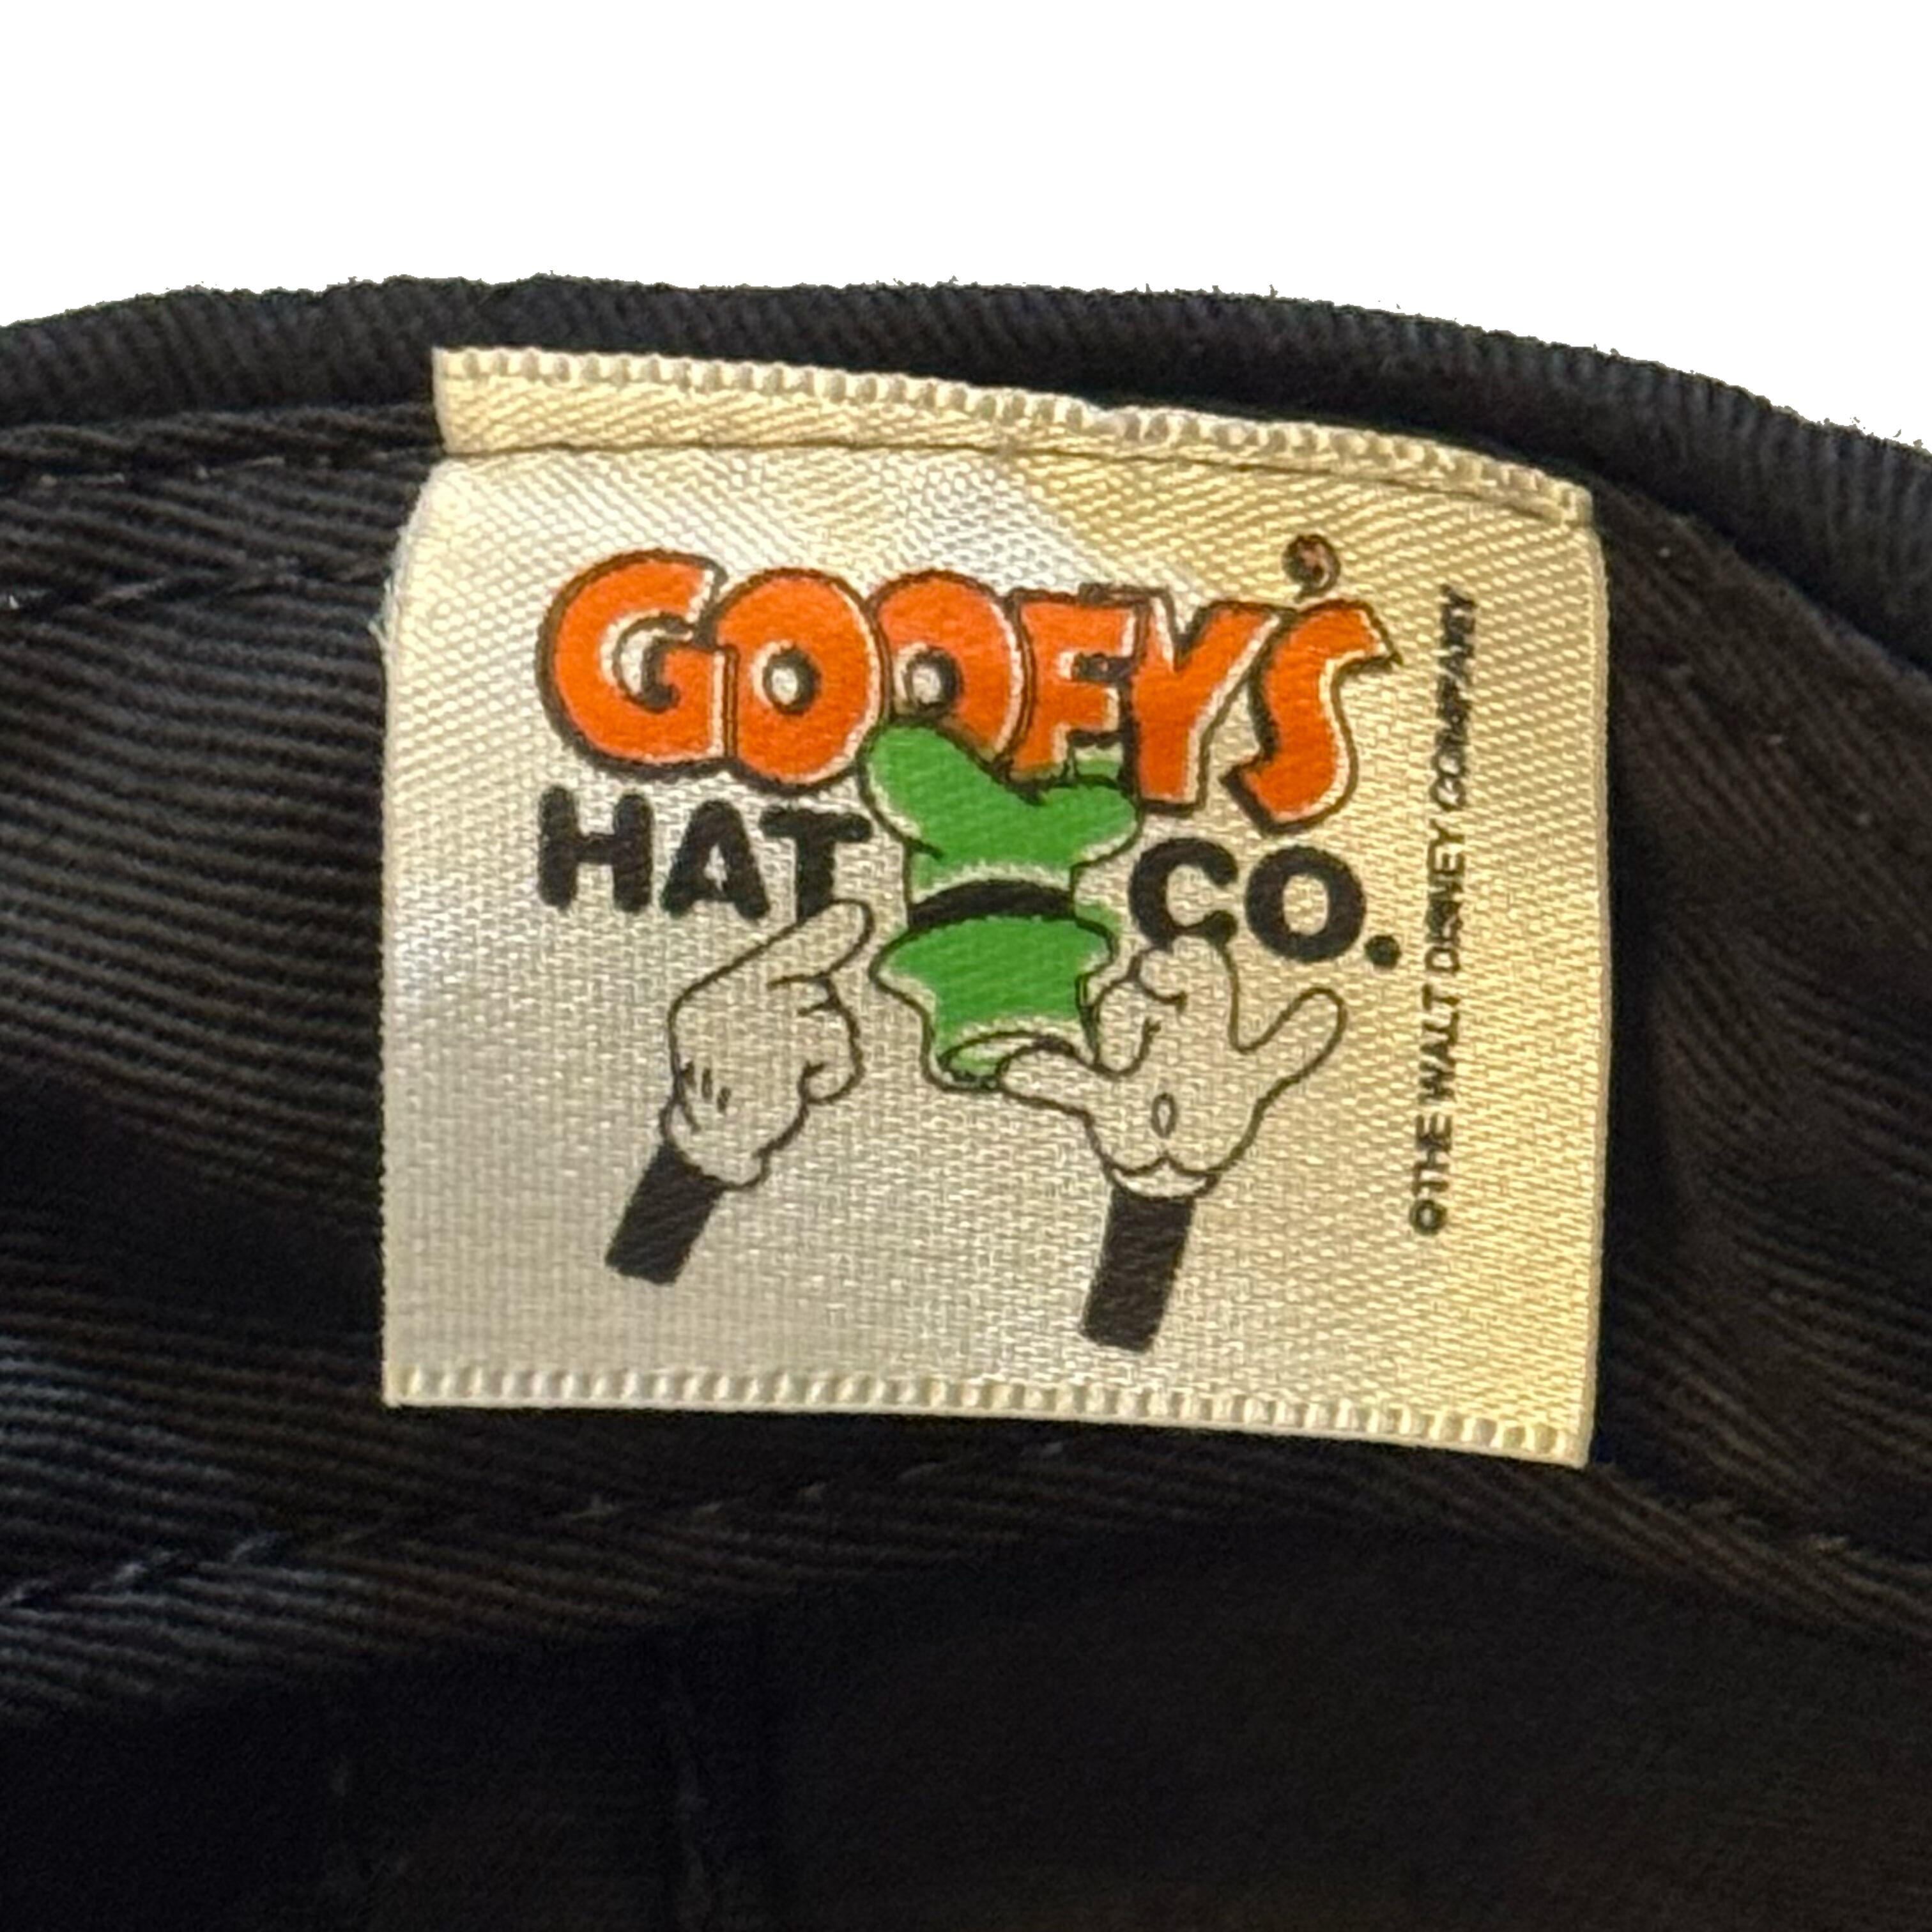 GOOFY'S
HAT CO.
©THE WALT DISNEY COMPANY